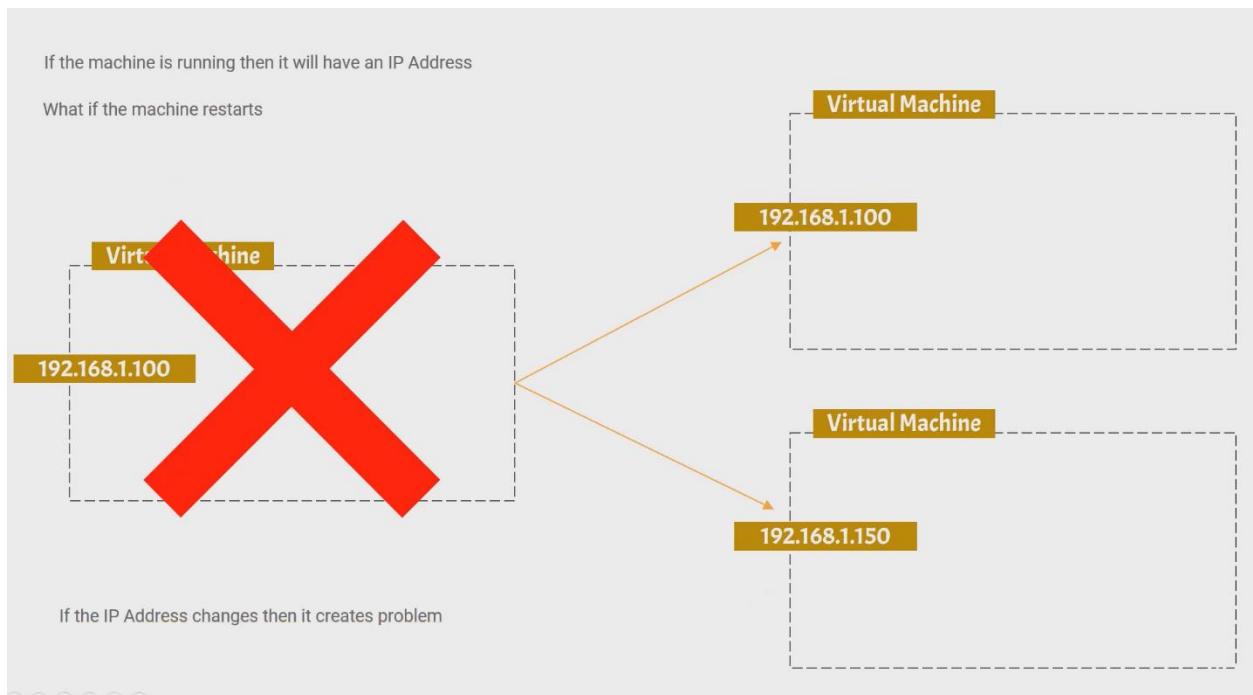 If the machine is running then it will have an IP Address
What if the machine restarts
Virtual Machine
192.168.1.100
Virt hine
192.168.1.100
Virtual Machine
192.168.1.150
If the IP Address changes then it creates problem